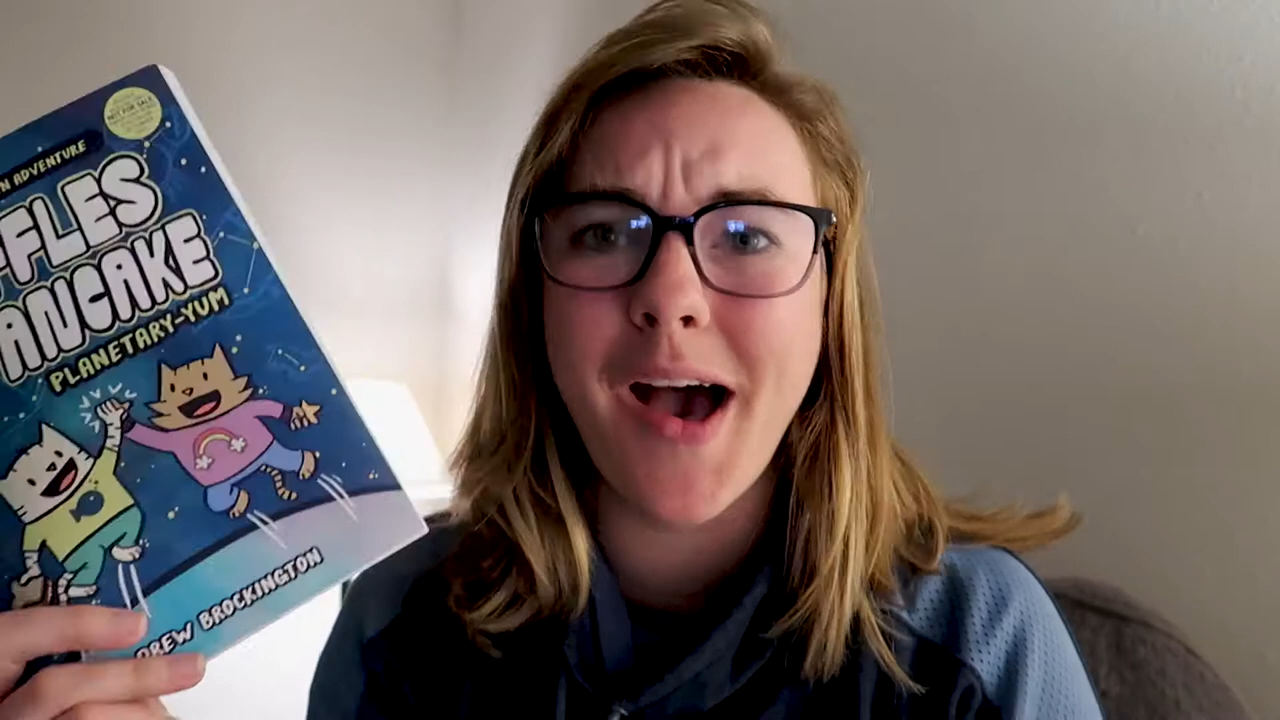 NOT FOR SALE
N ADVENTURE
FFLES
ANCAKE
PLANETARY-YUM
DREW BROCKINGTON